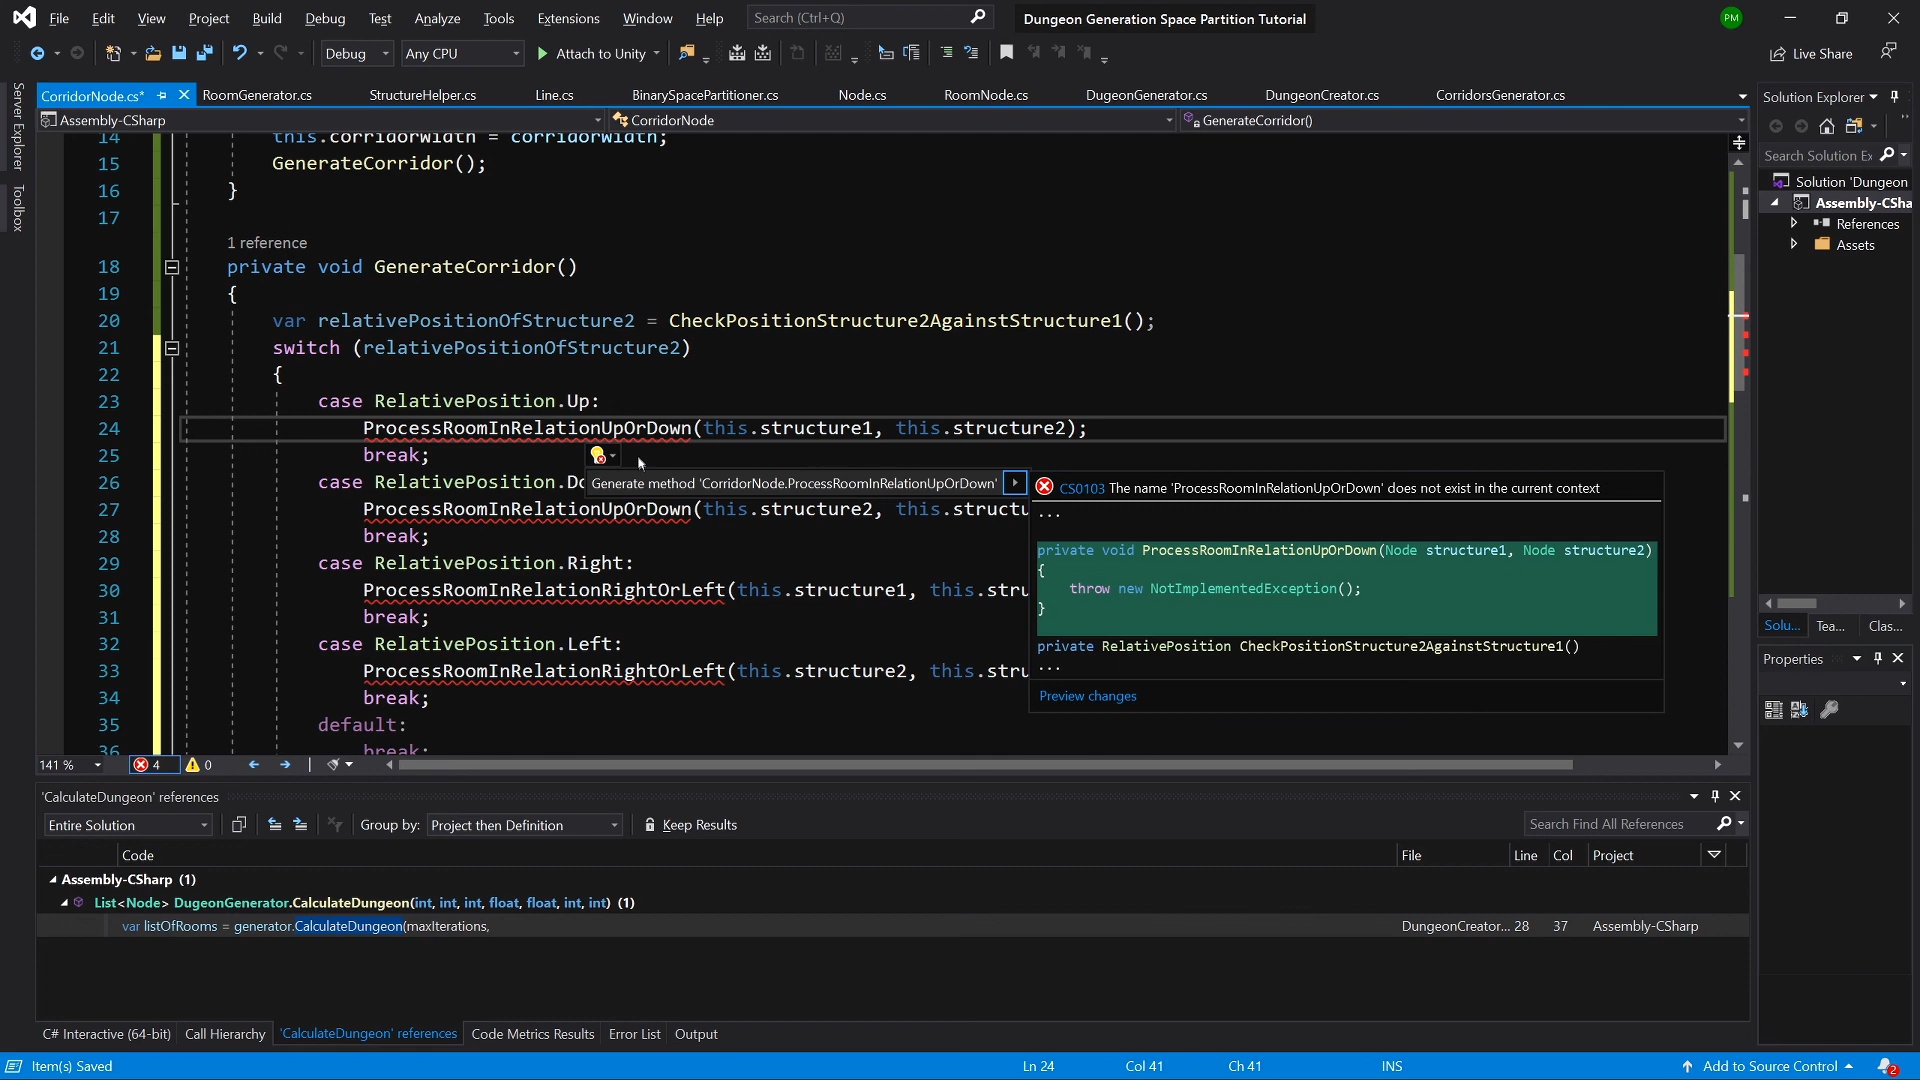 File Edit View Project Build Debug Test Analyze Tools Extensions Window Help Search (Ctrl+Q) Dungeon Generation Space Partition Tutorial PM
Debug Any CPU Attach to Unity Live Share
Server Explorer
Toolbox
CorridorNode.cs* RoomGenerator.cs StructureHelper.cs Line.cs BinarySpacePartitioner.cs Node.cs RoomNode.cs DugeonGenerator.cs DungeonCreator.cs CorridorsGenerator.cs
Assembly-CSharp CorridorNode GenerateCorridor()
14 this.corridorWidth = corridorWidth;
15 GenerateCorridor();
16 }
17
1 reference
18 private void GenerateCorridor()
19 {
20 var relativePositionOfStructure2 = CheckPositionStructure2AgainstStructure1();
21 switch (relativePositionOfStructure2)
22 {
23 case RelativePosition.Up:
24 ProcessRoomInRelationUpOrDown(this.structure1, this.structure2);
25 break;
26 case RelativePosition.Do
27 ProcessRoomInRelationUpOrDown(this.structure2, this.structu
28 break;
29 case RelativePosition.Right:
30 ProcessRoomInRelationRightOrLeft(this.structure1, this.stru
31 break;
32 case RelativePosition.Left:
33 ProcessRoomInRelationRightOrLeft(this.structure2, this.stru
34 break;
35 default:
36 break;
Generate method 'CorridorNode.ProcessRoomInRelationUpOrDown'
CS0103 The name 'ProcessRoomInRelationUpOrDown' does not exist in the current context
...
private void ProcessRoomInRelationUpOrDown(Node structure1, Node structure2)
{
throw new NotImplementedException();
}
private RelativePosition CheckPositionStructure2AgainstStructure1()
...
Preview changes
141 % 4 0
Solution Explorer
Search Solution Ex
Solution 'Dungeon
Assembly-CSha
References
Assets
Solu... Tea... Clas...
Properties
'CalculateDungeon' references
Entire Solution Group by: Project then Definition Keep Results Search Find All References
Code File Line Col Project
Assembly-CSharp (1)
List<Node> DugeonGenerator.CalculateDungeon(int, int, int, float, float, int, int) (1)
var listOfRooms = generator.CalculateDungeon(maxIterations, DungeonCreator... 28 37 Assembly-CSharp
C# Interactive (64-bit) Call Hierarchy 'CalculateDungeon' references Code Metrics Results Error List Output
Item(s) Saved Ln 24 Col 41 Ch 41 INS Add to Source Control 2